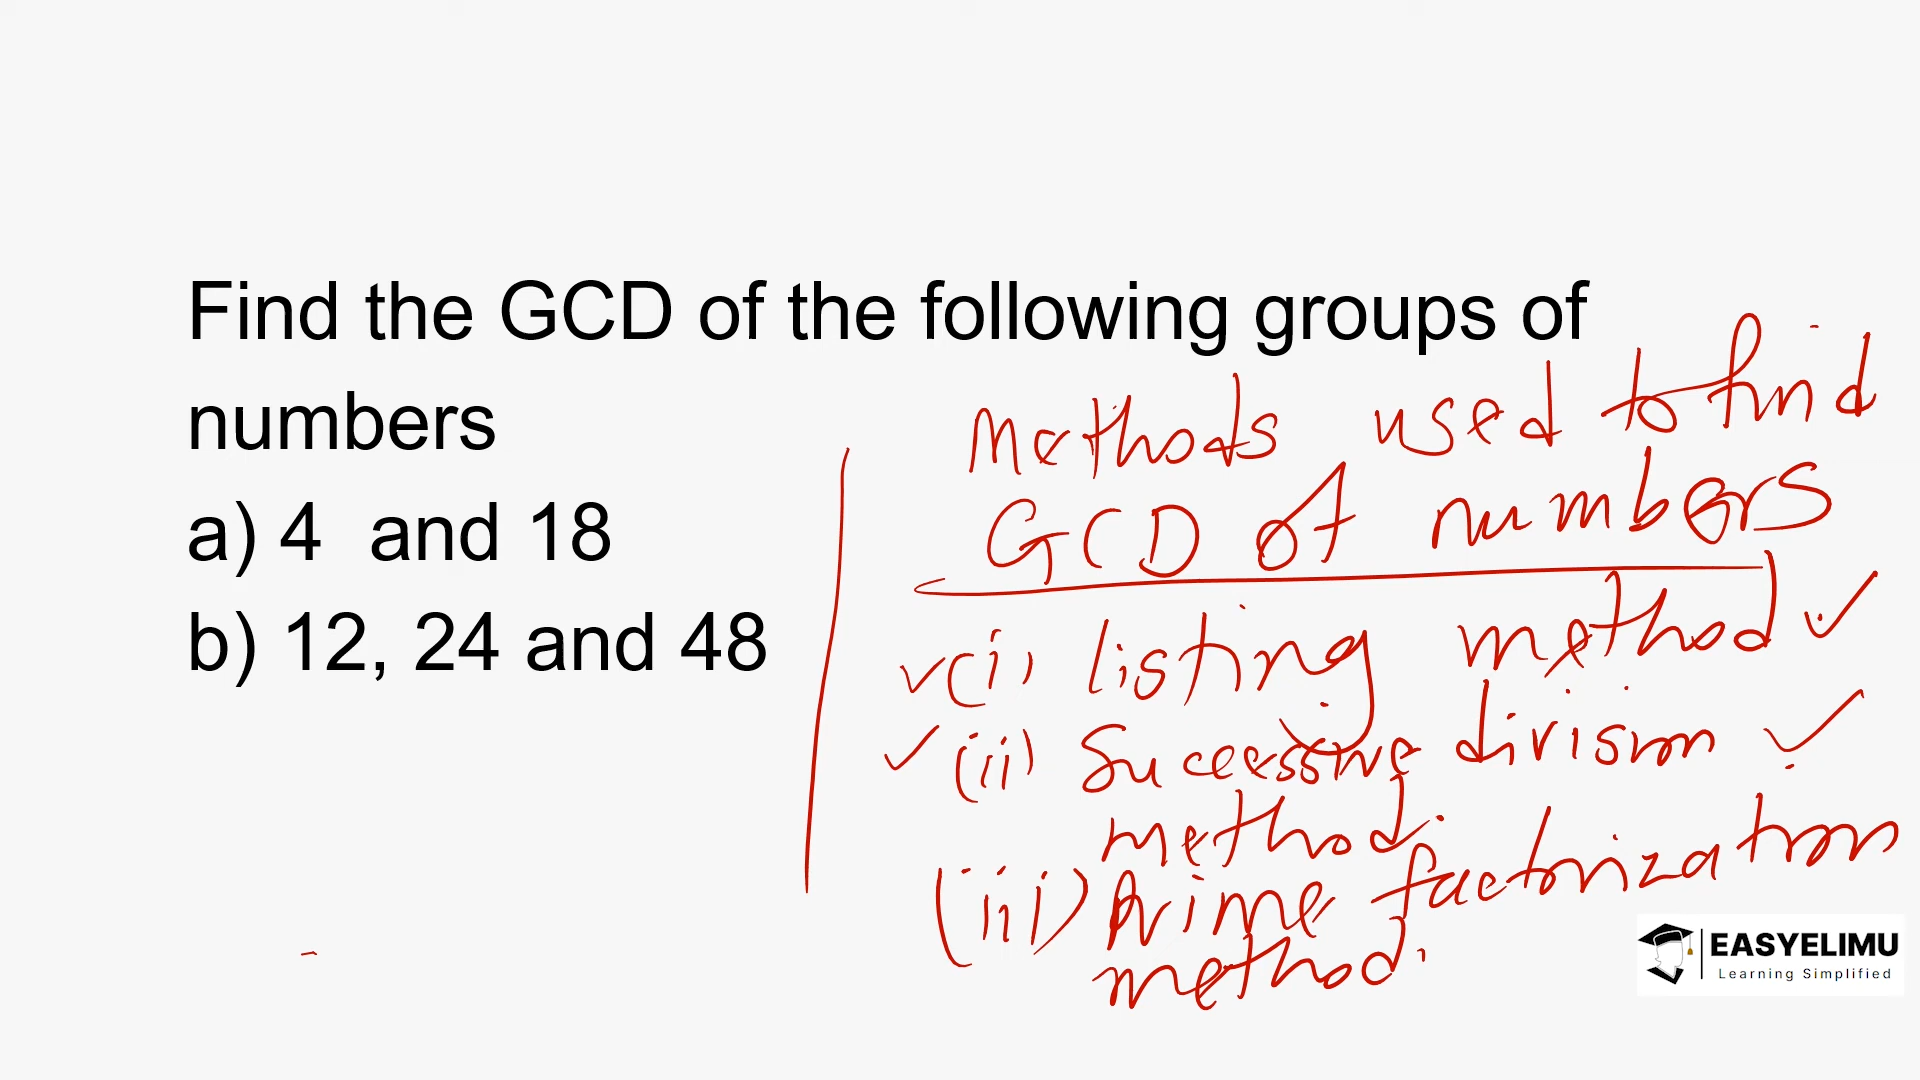 Find the GCD of the following groups of
numbers
a) 4 and 18
b) 12, 24 and 48
Methods used to find
GCD of numbers
(i) listing method
(ii) Sucecssive division
method.
(iii) prime factorization
method.
EASYELIMU
Learning Simplified